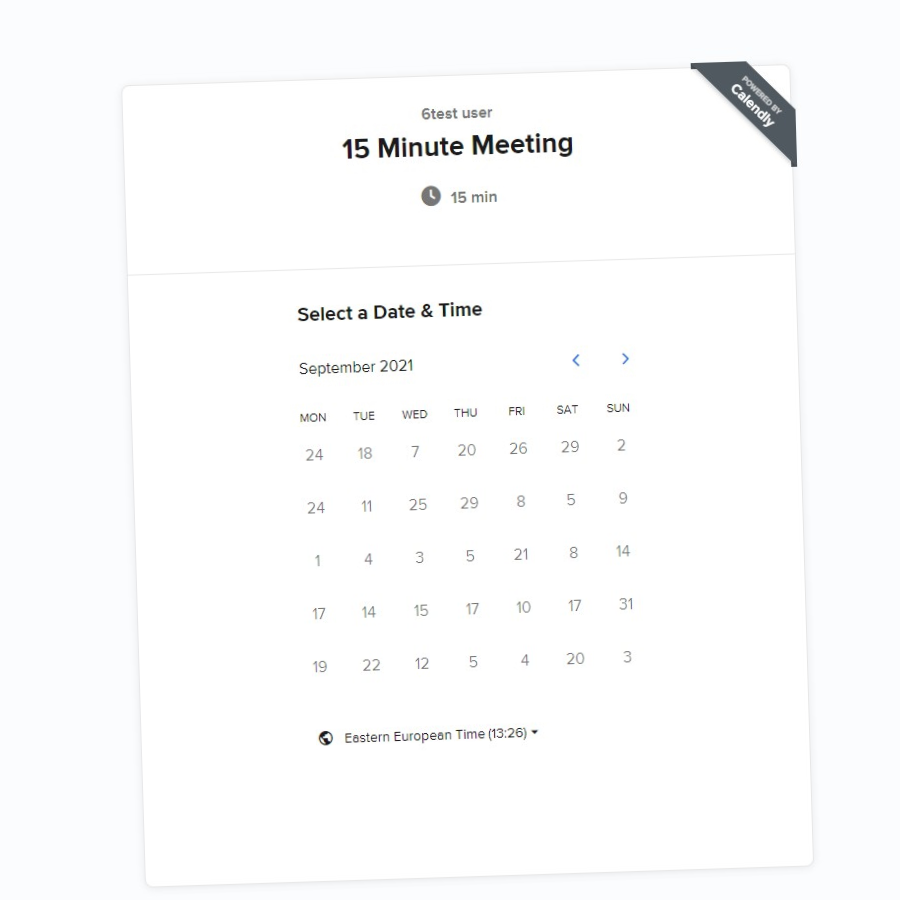 POWERED BY
Calendly
6test user
15 Minute Meeting
15 min
Select a Date & Time
September 2021
MON TUE WED THU FRI SAT SUN
24 18 7 20 26 29 2
24 11 25 29 8 5 9
1 4 3 5 21 8 14
17 14 15 17 10 17 31
19 22 12 5 4 20 3
Eastern European Time (13:26)